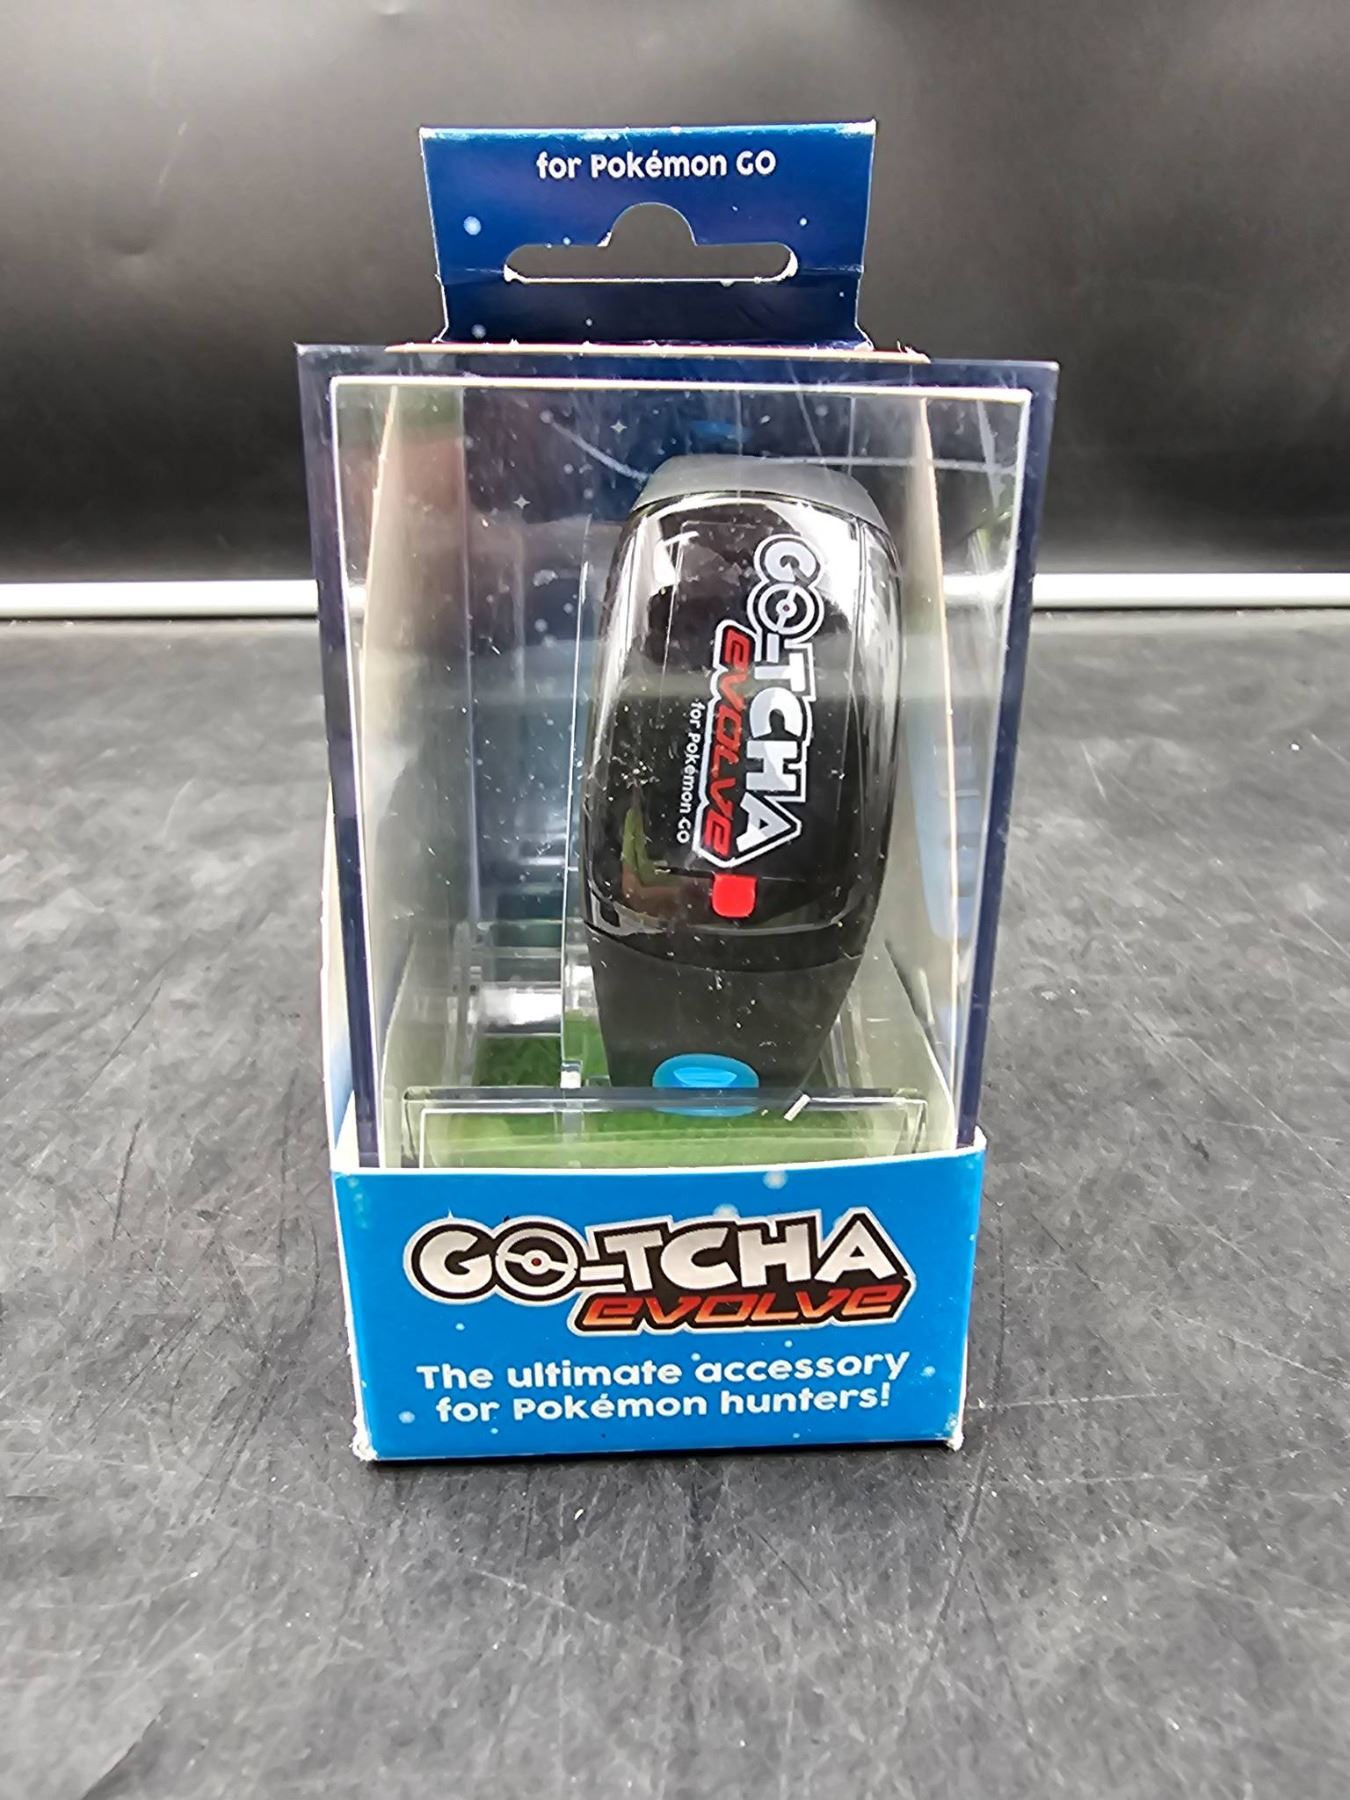 for Pokémon GO
GO-TCHA
evolve
for Pokémon GO
GO-TCHA
evolve
The ultimate accessory
for Pokémon hunters!